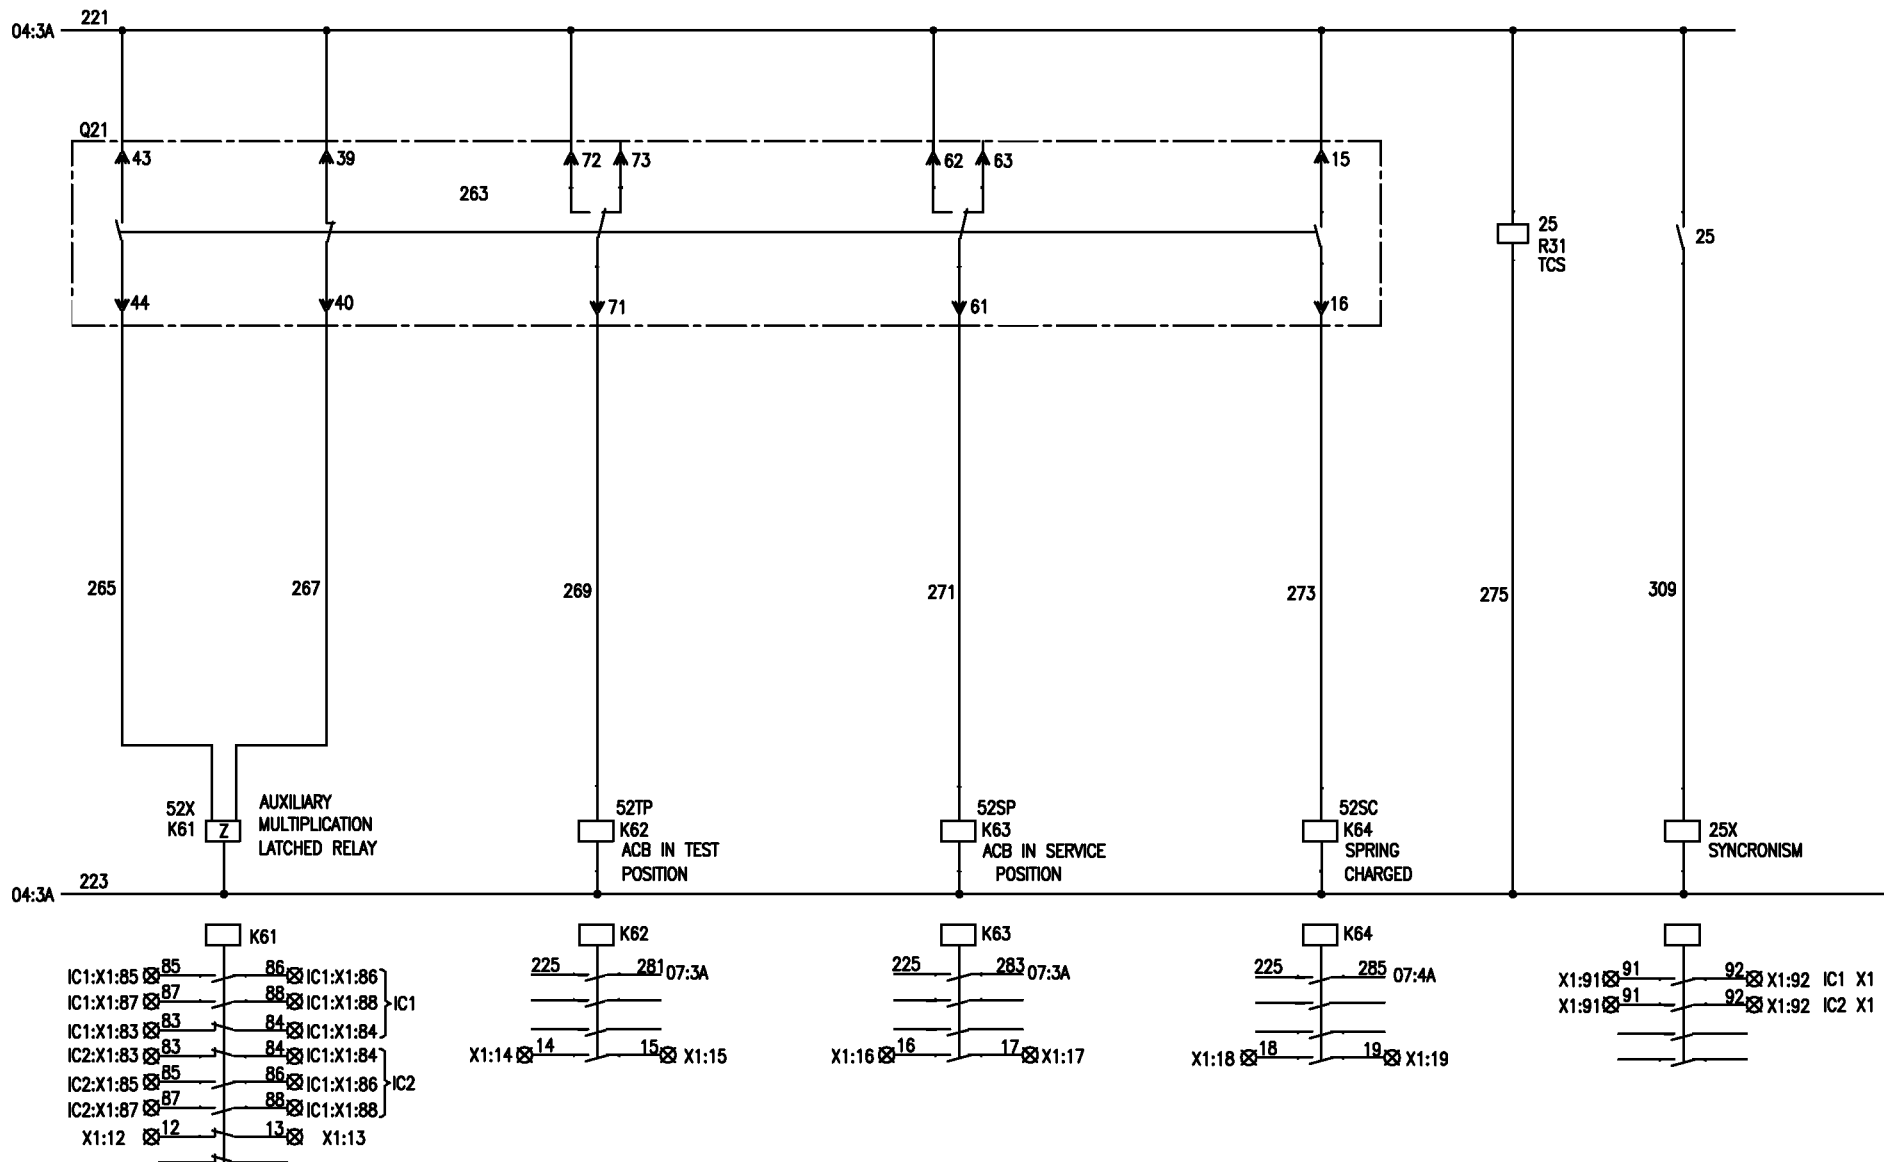 221
04:3A
Q21
43 39 72 73 62 63 15
263
25
R31
TCS
25
44 40 71 61 16
265 267 269 271 273 275 309
52X
K61
Z
AUXILIARY
MULTIPLICATION
LATCHED RELAY
52TP
K62
ACB IN TEST
POSITION
52SP
K63
ACB IN SERVICE
POSITION
52SC
K64
SPRING
CHARGED
25X
SYNCRONISM
223
04:3A
K61
IC1:X1:85 85 86 IC1:X1:86
IC1:X1:87 87 88 IC1:X1:88
IC1
IC1:X1:83 83 84 IC1:X1:84
IC2:X1:83 83 84 IC1:X1:84
IC2:X1:85 85 86 IC1:X1:86
IC2
IC2:X1:87 87 88 IC1:X1:88
X1:12 12 13 X1:13
K62
225 281 07:3A
X1:14 14 15 X1:15
K63
225 283 07:3A
X1:16 16 17 X1:17
K64
225 285 07:4A
X1:18 18 19 X1:19
X1:91 91 92 X1:92 IC1 X1
X1:91 91 92 X1:92 IC2 X1